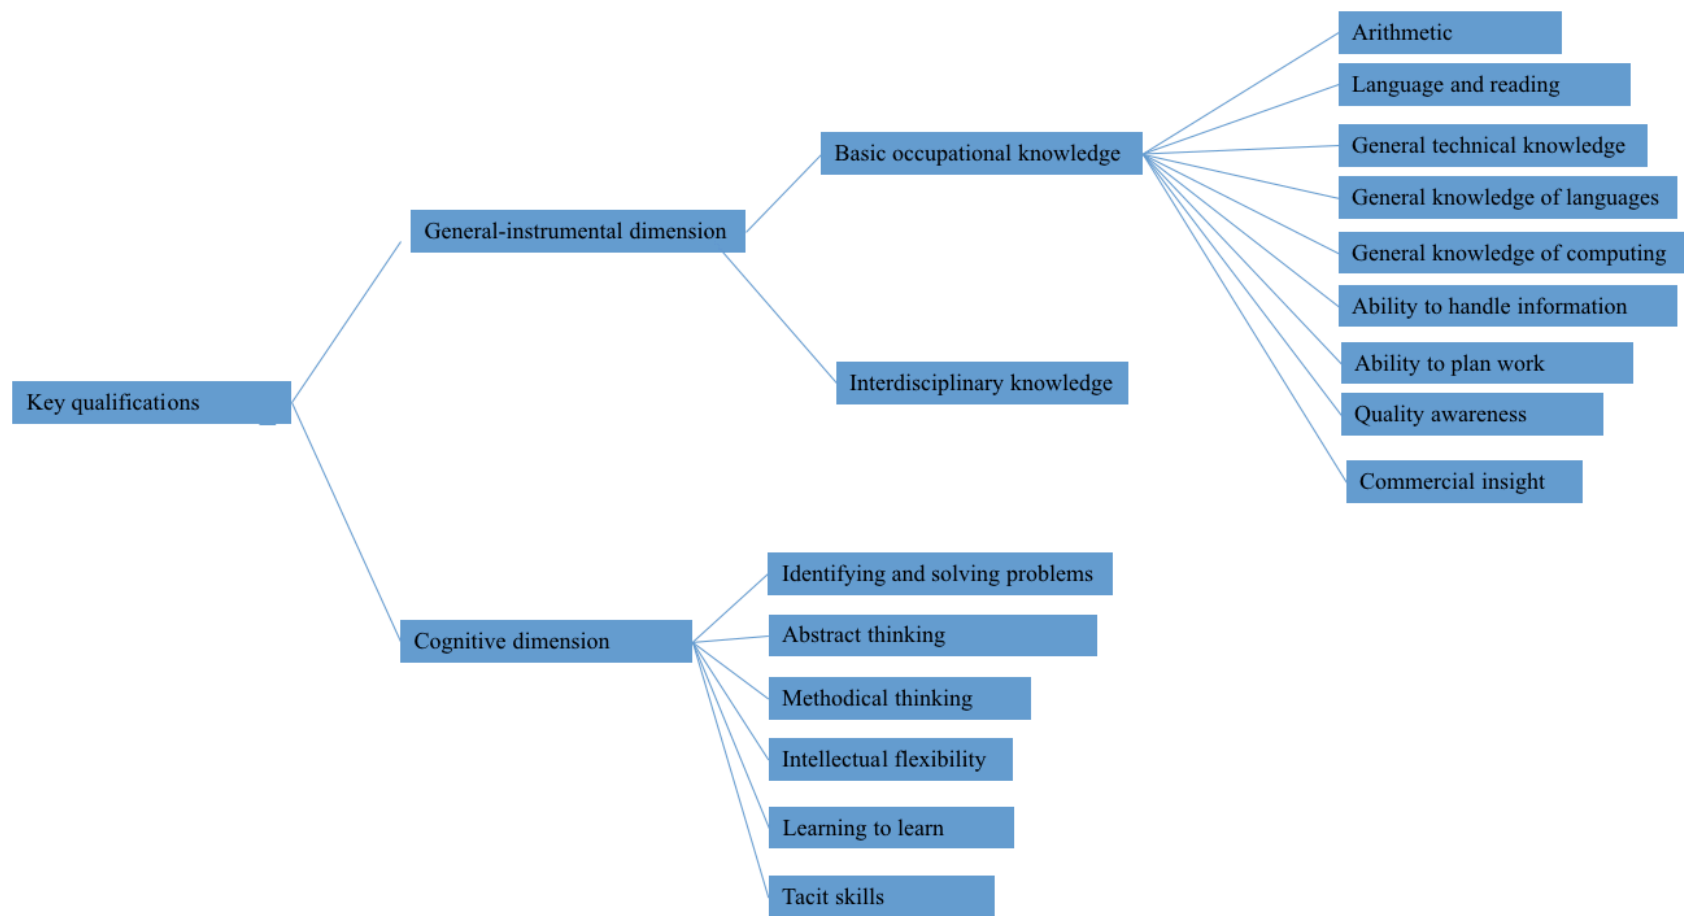 Key qualifications
General-instrumental dimension
Basic occupational knowledge
Arithmetic
Language and reading
General technical knowledge
General knowledge of languages
General knowledge of computing
Ability to handle information
Ability to plan work
Quality awareness
Commercial insight
Interdisciplinary knowledge
Cognitive dimension
Identifying and solving problems
Abstract thinking
Methodical thinking
Intellectual flexibility
Learning to learn
Tacit skills